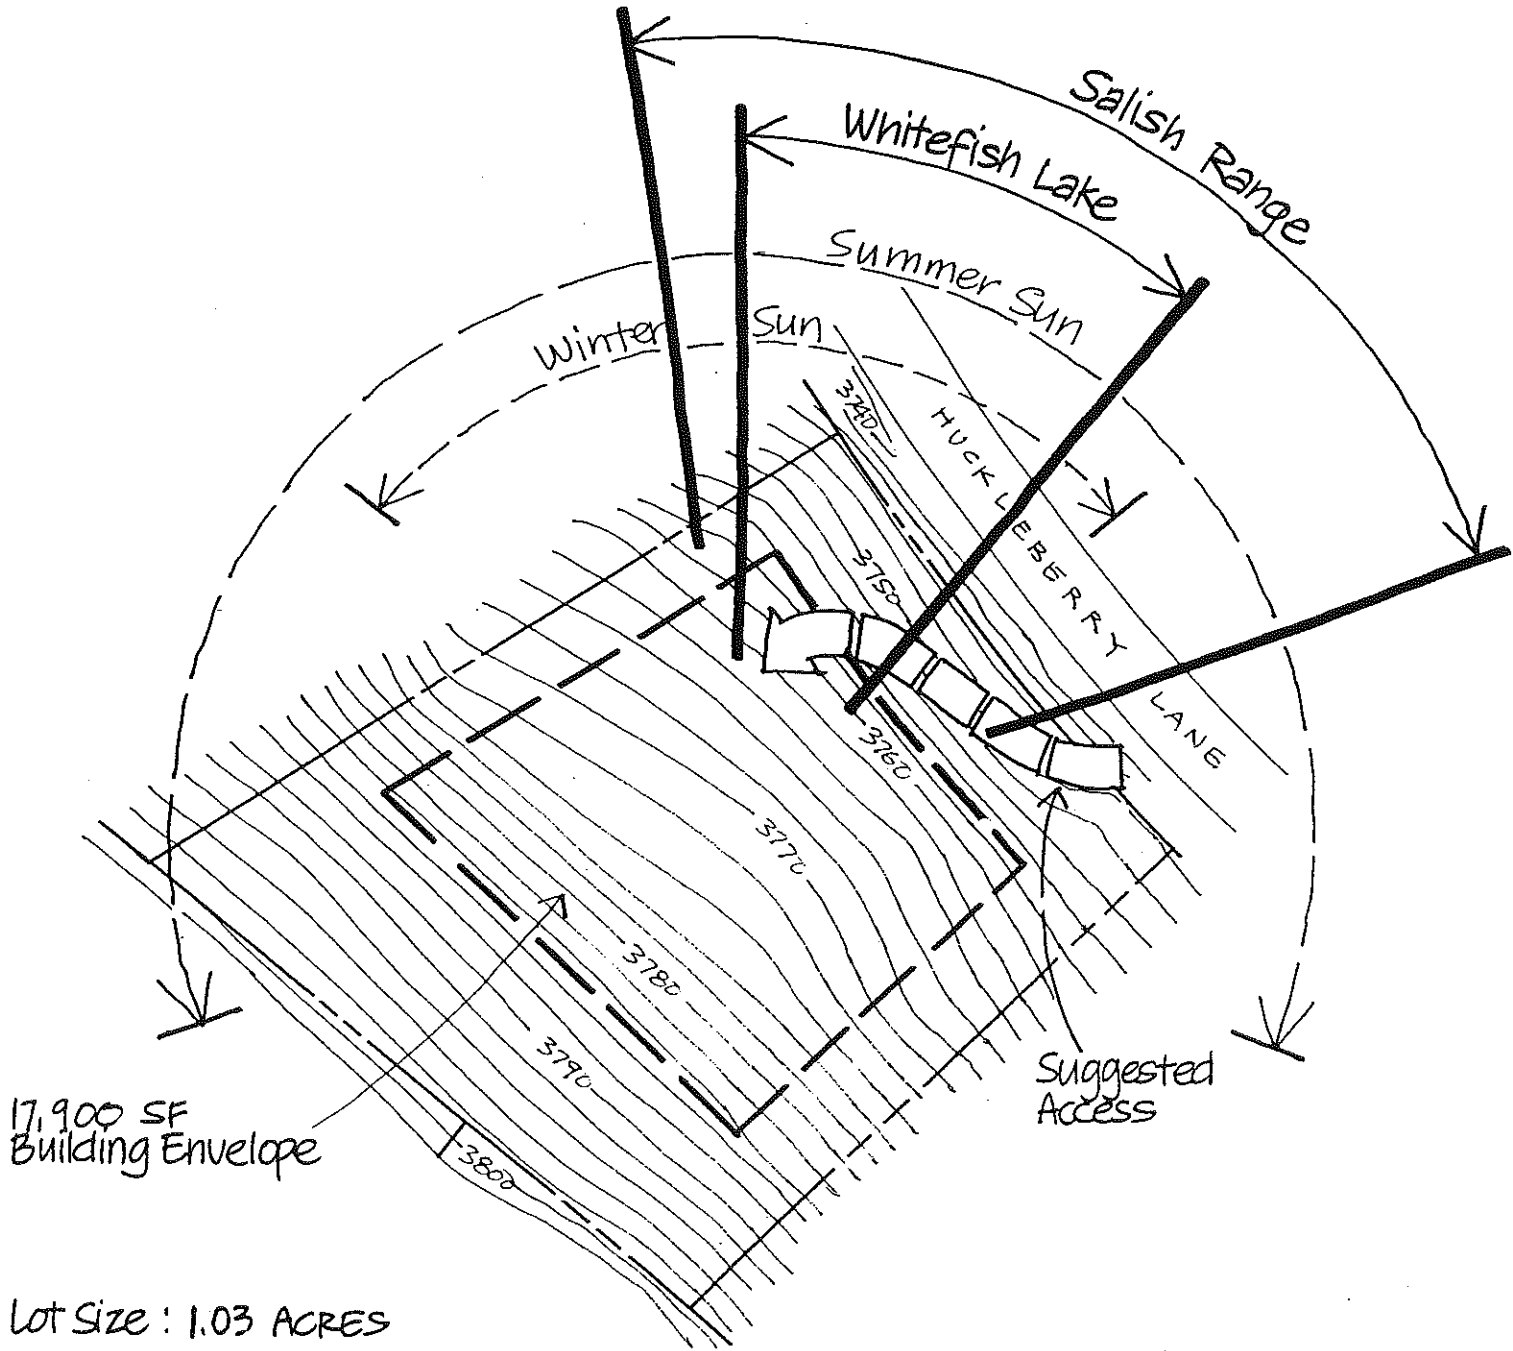 Salish Range
Whitefish Lake
Summer Sun
Winter Sun
3740
HUCKLEBERRY LANE
3750
3760
3770
3780
3790
3800
Suggested
Access
17,900 SF
Building Envelope
Lot Size : 1.03 ACRES